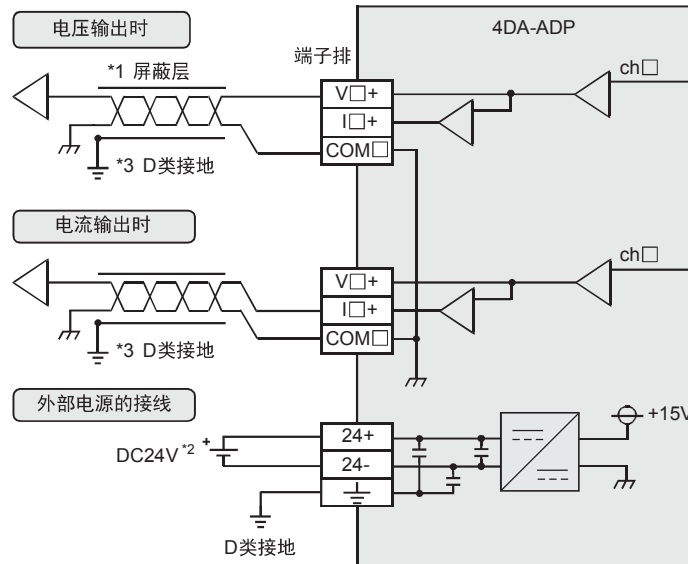 电压输出时
4DA-ADP
端子排
*1 屏蔽层
ch□
V□+
I□+
COM□
*3 D类接地
电流输出时
ch□
V□+
I□+
COM□
*3 D类接地
外部电源的接线
+15V
24+
DC24V *2
+
24-
D类接地